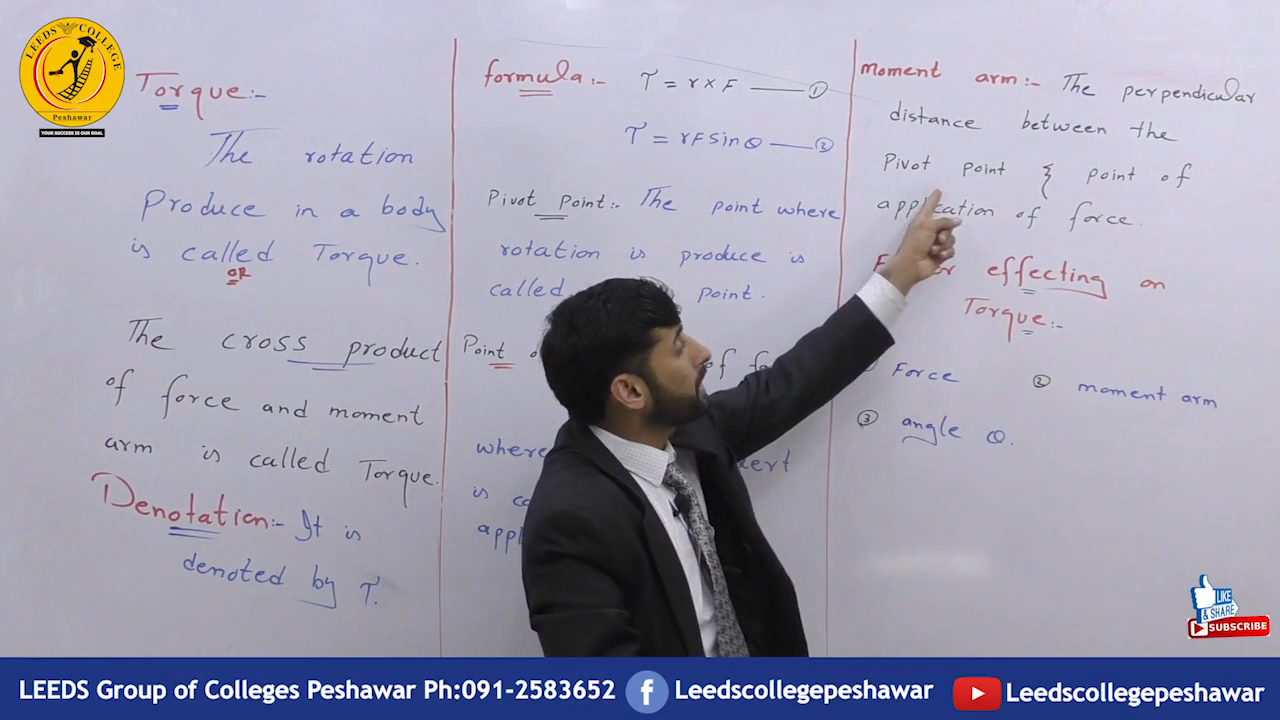 LEEDS COLLEGE
Peshawar
YOUR SUCCESS IS OUR GOAL
Torque:-
The rotation
Produce in a body
is called Torque.
OR
The cross product
of force and moment
arm is called Torque.
Denotation:- It is
denoted by τ.
formula:- τ = r × F —— ①
τ = rF sin θ —— ②
Pivot Point:- The point where
rotation is produce is
called point.
Point of
where
is
moment arm:- The perpendicular
distance between the
Pivot point & point of
application of force.
effecting on
Torque:-
Force ② moment arm
③ angle θ.
LIKE
& SHARE
SUBSCRIBE
LEEDS Group of Colleges Peshawar Ph:091-2583652 Leedscollegepeshawar Leedscollegepeshawar